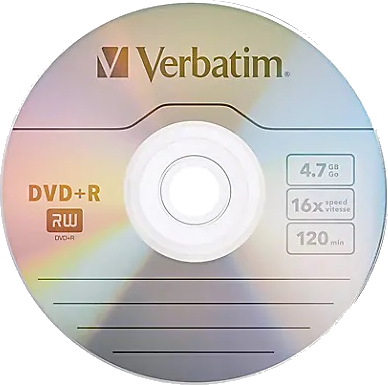 Verbatim®
DVD+R
RW
DVD+R
4.7 GB Go
16x speed vitesse
120 min